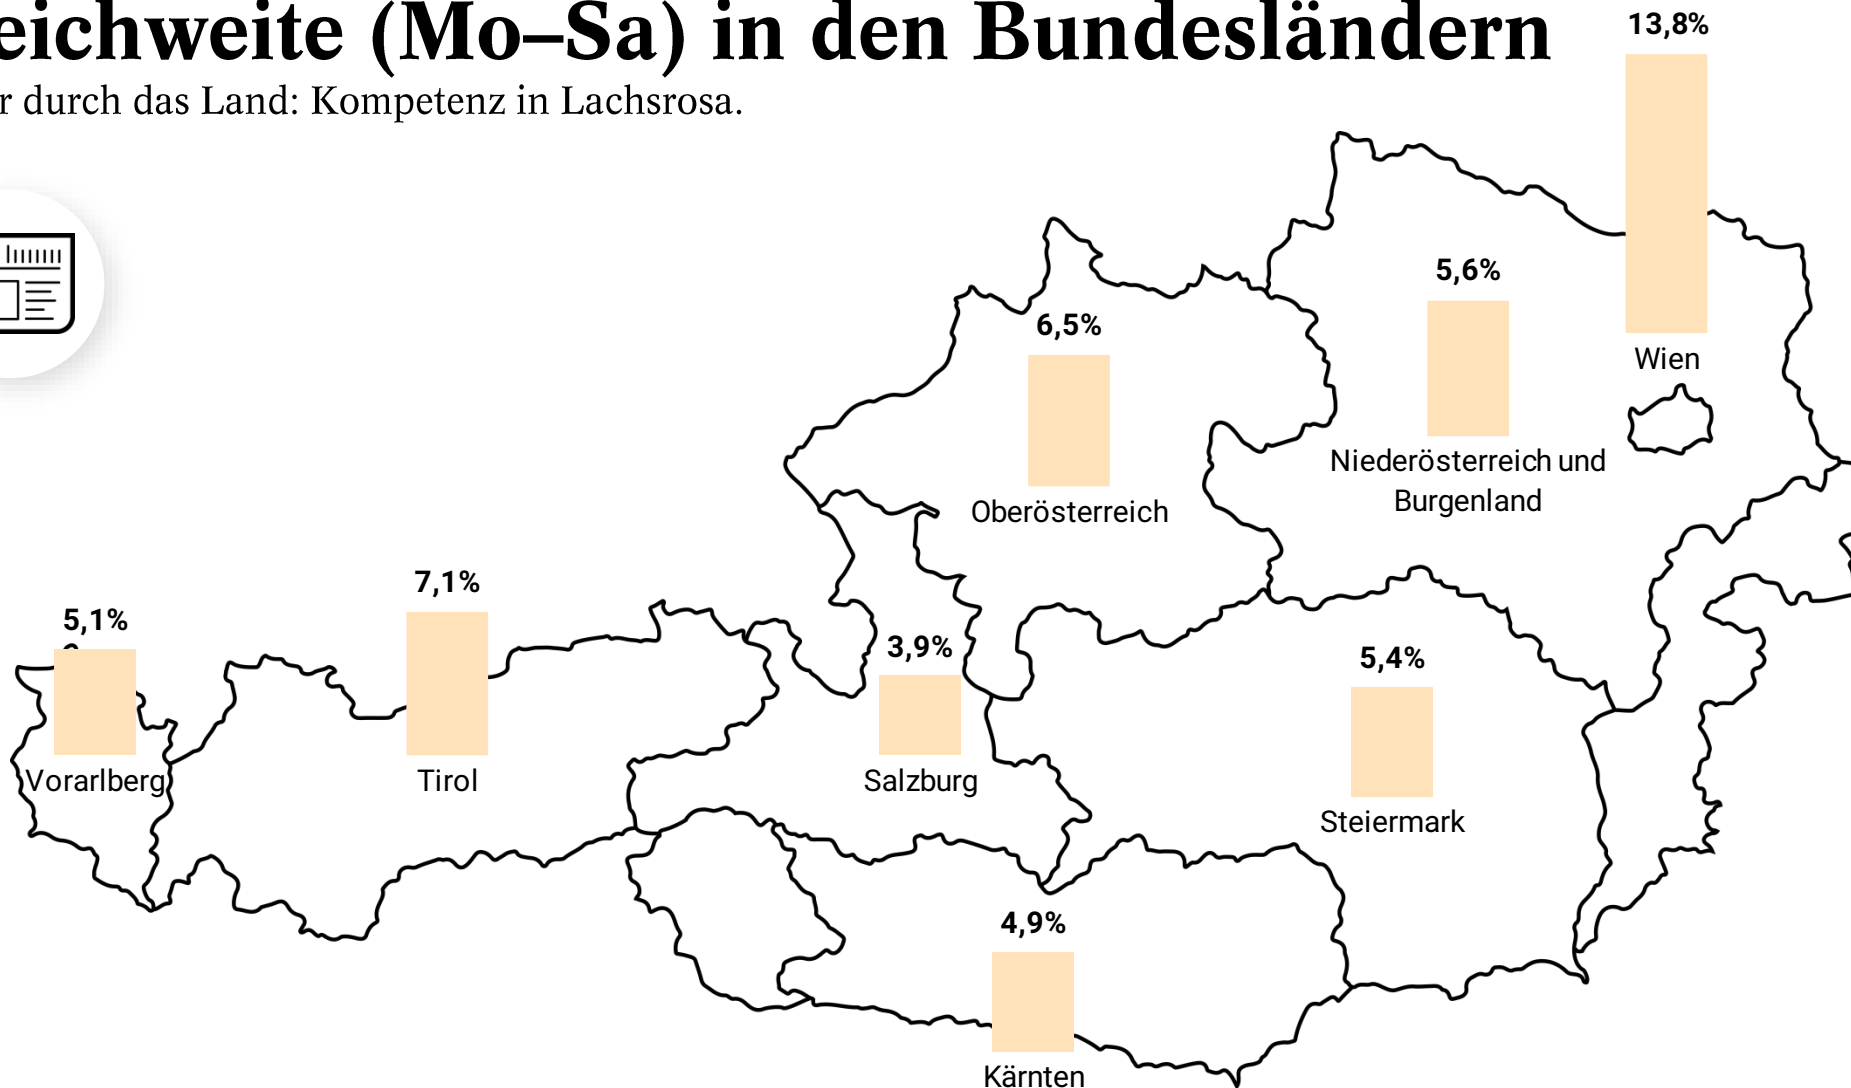 eichweite (Mo–Sa) in den Bundesländern
r durch das Land: Kompetenz in Lachsrosa.
13,8%
Wien
5,6%
Niederösterreich und
Burgenland
6,5%
Oberösterreich
7,1%
Tirol
5,1%
Vorarlberg
3,9%
Salzburg
5,4%
Steiermark
4,9%
Kärnten